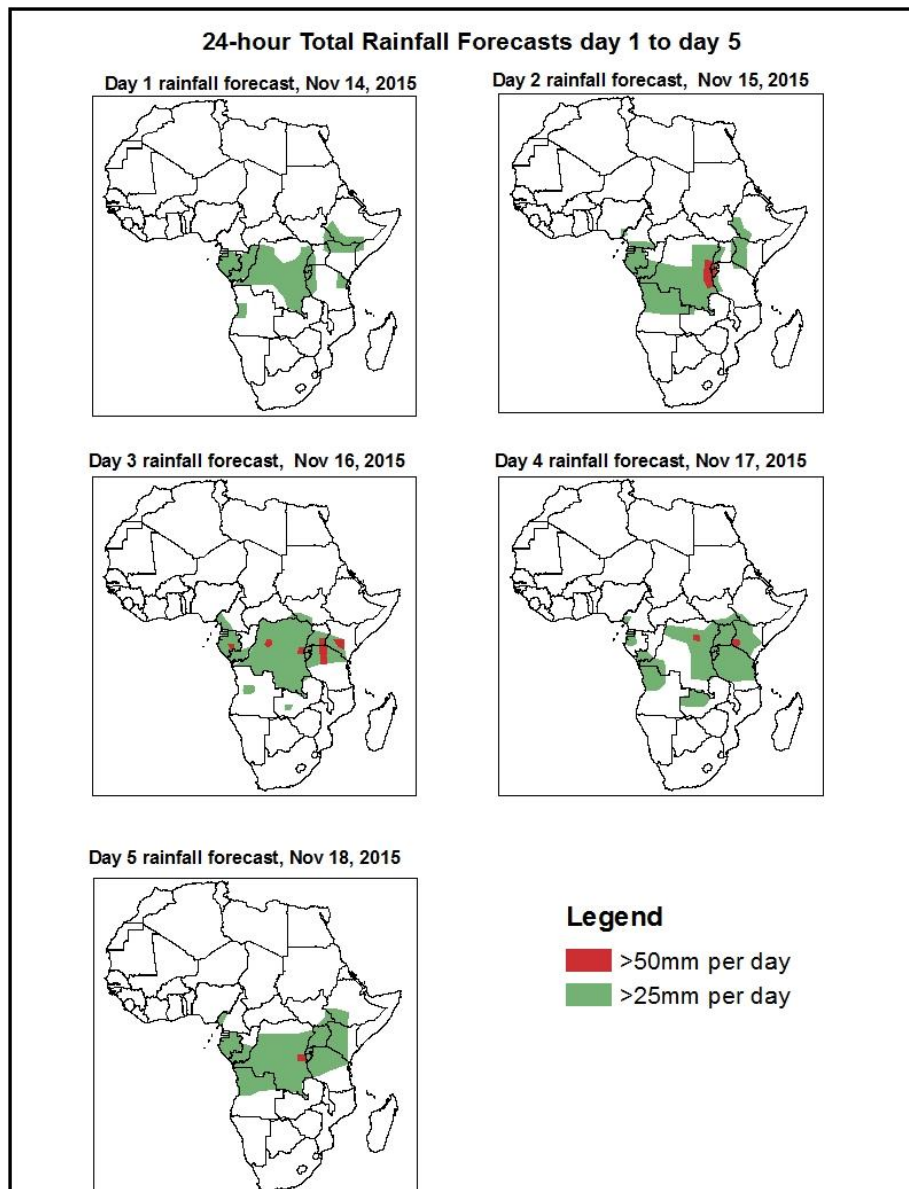 24-hour Total Rainfall Forecasts day 1 to day 5
Day 1 rainfall forecast, Nov 14, 2015
Day 2 rainfall forecast, Nov 15, 2015
Day 3 rainfall forecast, Nov 16, 2015
Day 4 rainfall forecast, Nov 17, 2015
Day 5 rainfall forecast, Nov 18, 2015
Legend
>50mm per day
>25mm per day